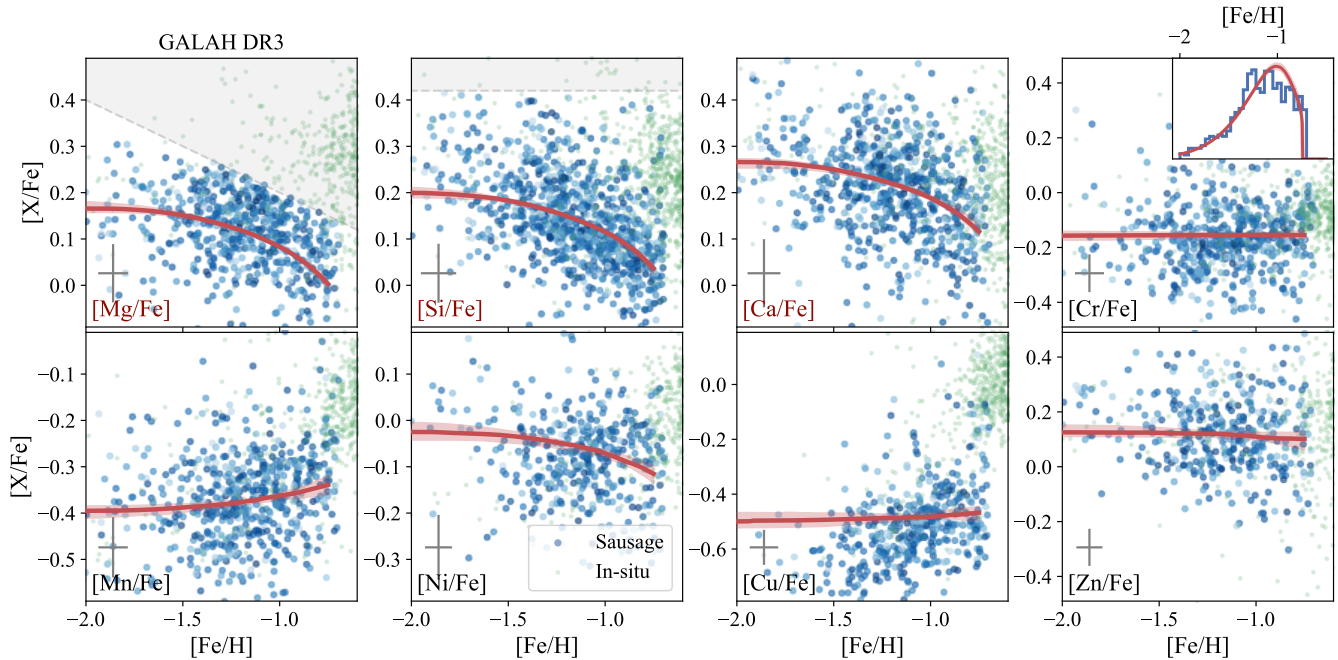 [Fe/H]
−2 −1
GALAH DR3
[X/Fe]
0.4
0.3
0.2
0.1
0.0
[Mg/Fe]
0.4
0.3
0.2
0.1
0.0
[Si/Fe]
0.4
0.3
0.2
0.1
0.0
[Ca/Fe]
0.4
0.2
0.0
−0.2
−0.4
[Cr/Fe]
[X/Fe]
−0.1
−0.2
−0.3
−0.4
−0.5
[Mn/Fe]
−2.0 −1.5 −1.0
[Fe/H]
0.1
0.0
−0.1
−0.2
−0.3
Sausage
In-situ
[Ni/Fe]
−2.0 −1.5 −1.0
[Fe/H]
0.0
−0.2
−0.4
−0.6
[Cu/Fe]
−2.0 −1.5 −1.0
[Fe/H]
0.4
0.2
0.0
−0.2
−0.4
[Zn/Fe]
−2.0 −1.5 −1.0
[Fe/H]